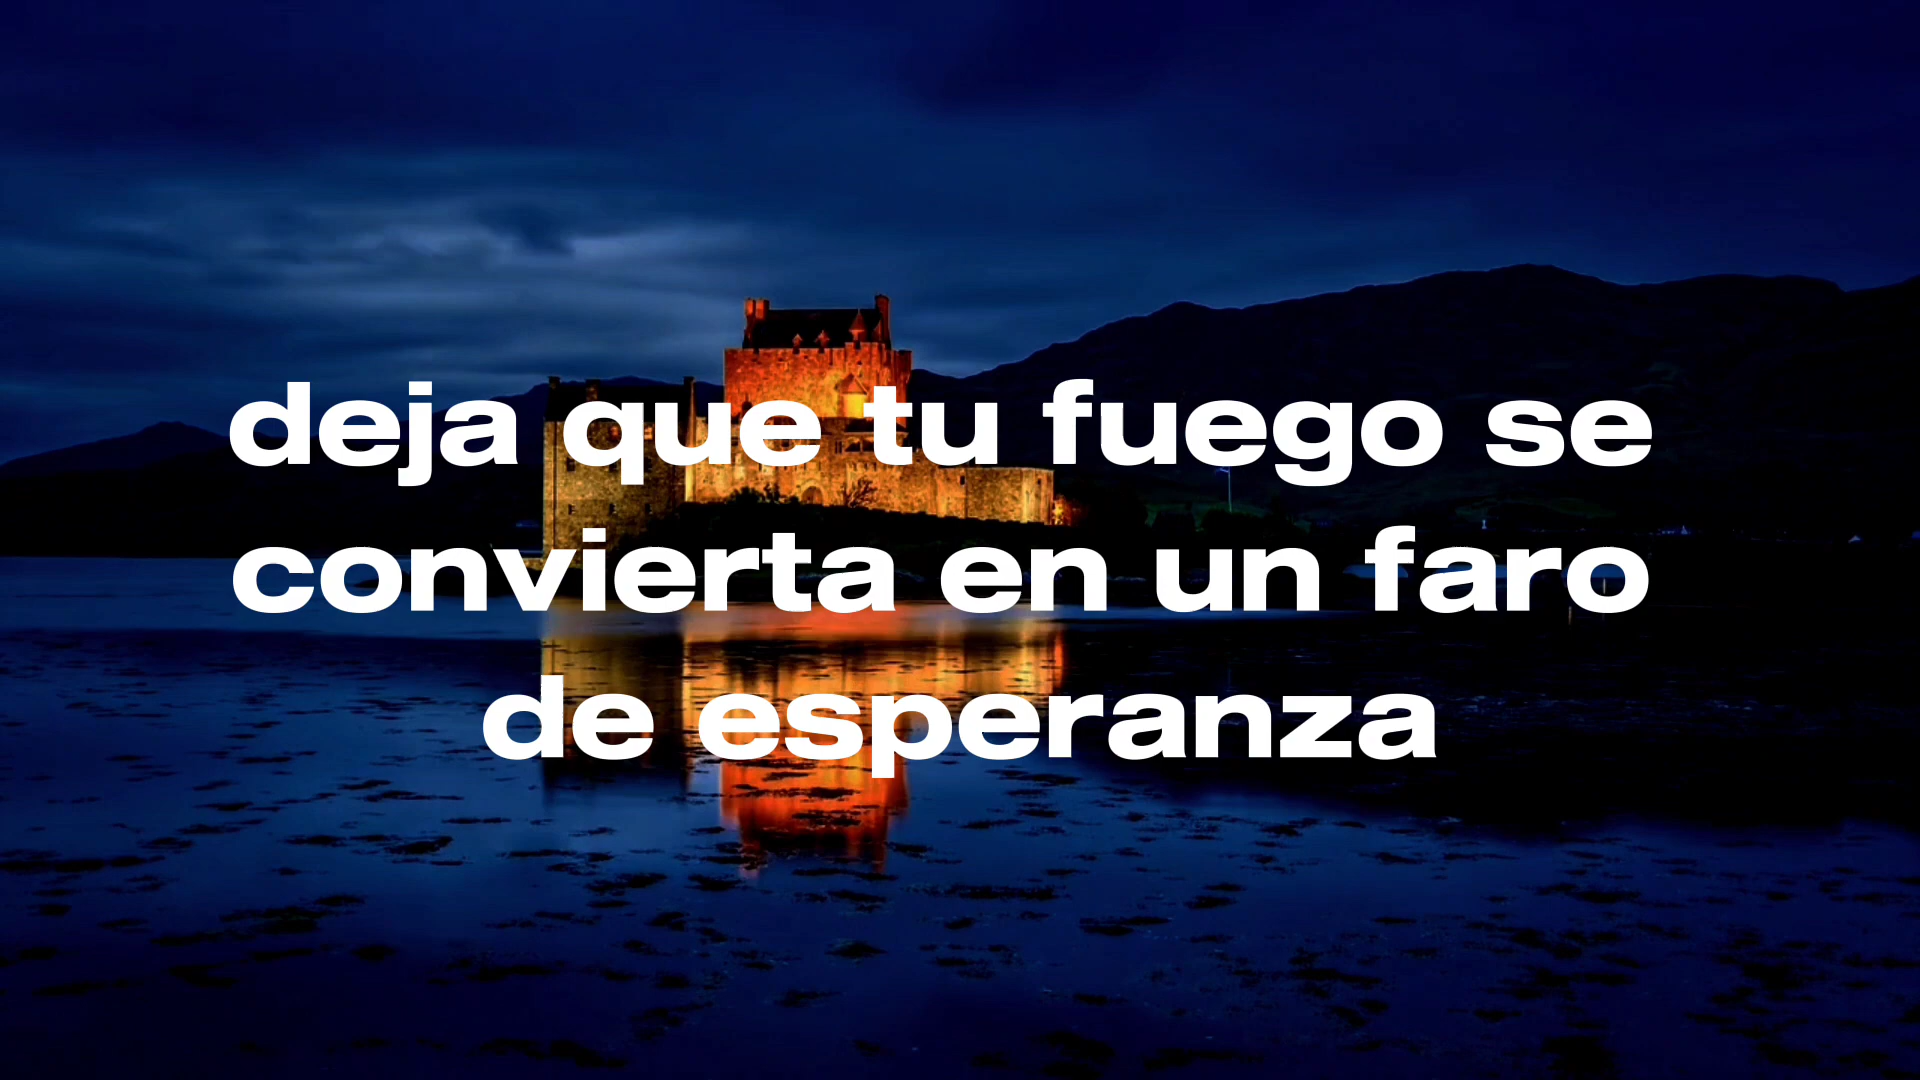 deja que tu fuego se
convierta en un faro
de esperanza